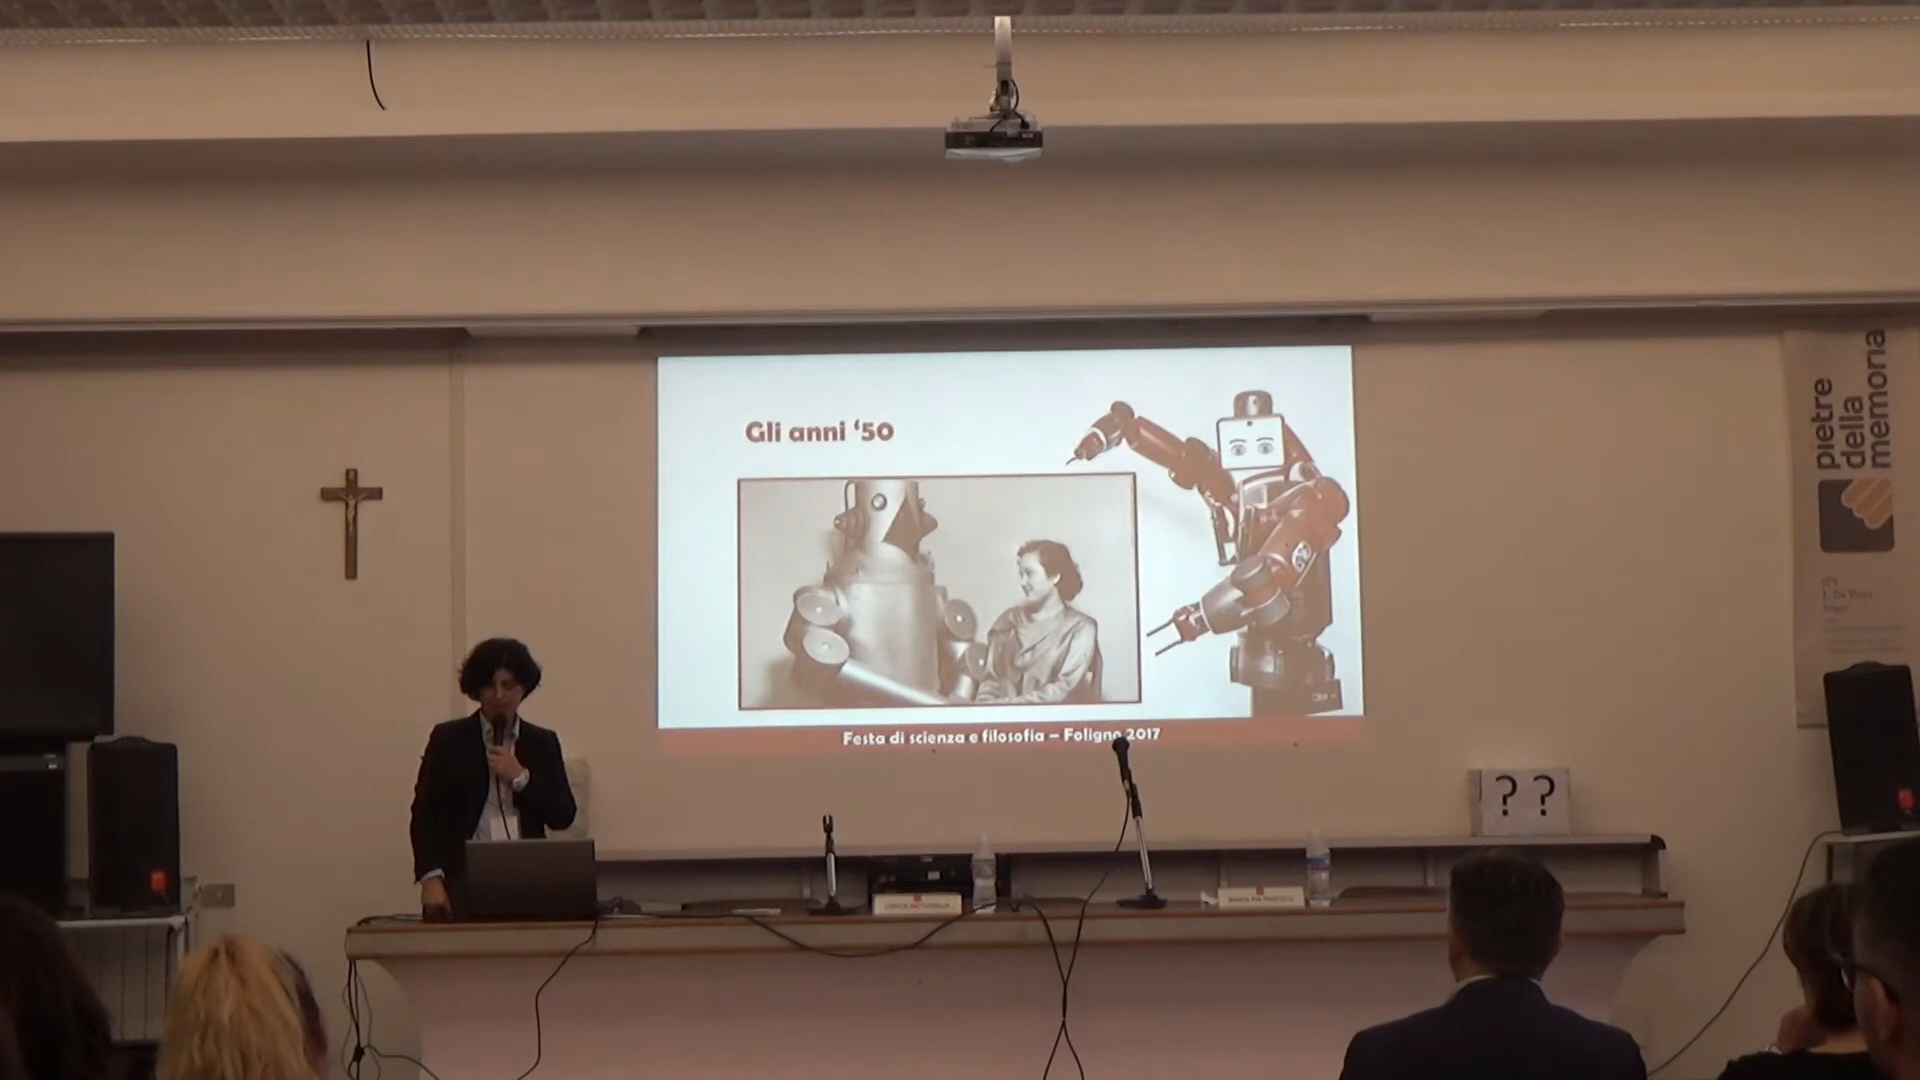 Gli anni ‘50
Festa di scienza e filosofia – Foligno 2017
pietre
della
memoria
? ?